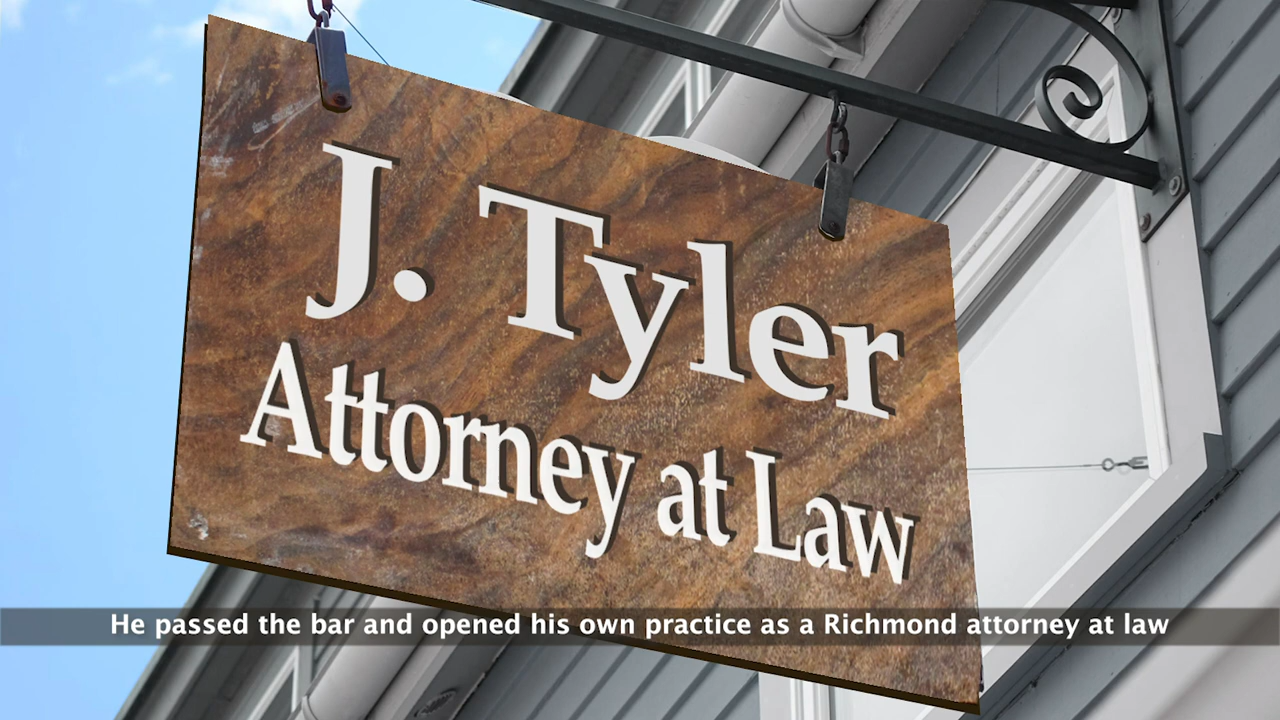 J. Tyler
Attorney at Law
He passed the bar and opened his own practice as a Richmond attorney at law